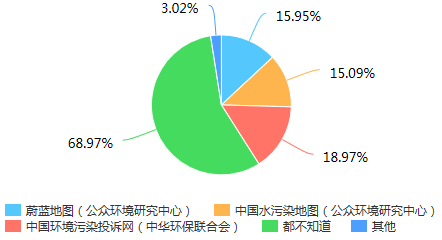 3.02%
15.95%
15.09%
68.97%
18.97%
蔚蓝地图（公众环境研究中心） 中国水污染地图（公众环境研究中心）
中国环境污染投诉网（中华环保联合会） 都不知道 其他